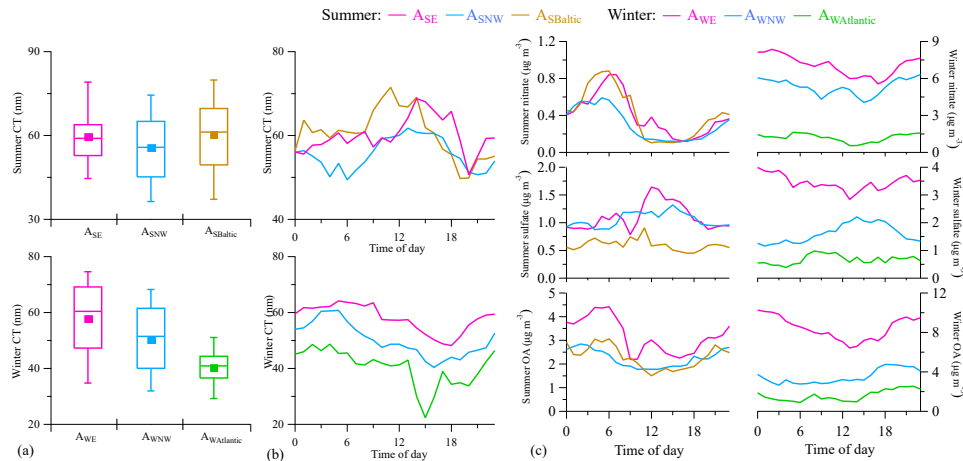 Summer: A_SE A_SNW A_SBaltic Winter: A_WE A_WNW A_WAtlantic
90
60
30
Summer CT (nm)
A_SE A_SNW A_SBaltic
80
60
40
20
Winter CT (nm)
A_WE A_WNW A_WAtlantic
(a)
80
60
40
Summer CT (nm)
0 6 12 18
Time of day
80
60
40
20
Winter CT (nm)
0 6 12 18
Time of day
(b)
1.2
0.8
0.4
0.0
Summer nitrate (µg m-3)
9
6
3
0
Winter nitrate (µg m-3)
2.0
1.5
1.0
0.5
0.0
Summer sulfate (µg m-3)
4
3
2
1
0
Winter sulfate (µg m-3)
5
4
3
2
1
0
Summer OA (µg m-3)
12
8
4
0
Winter OA (µg m-3)
0 6 12 18
Time of day
0 6 12 18
Time of day
(c)